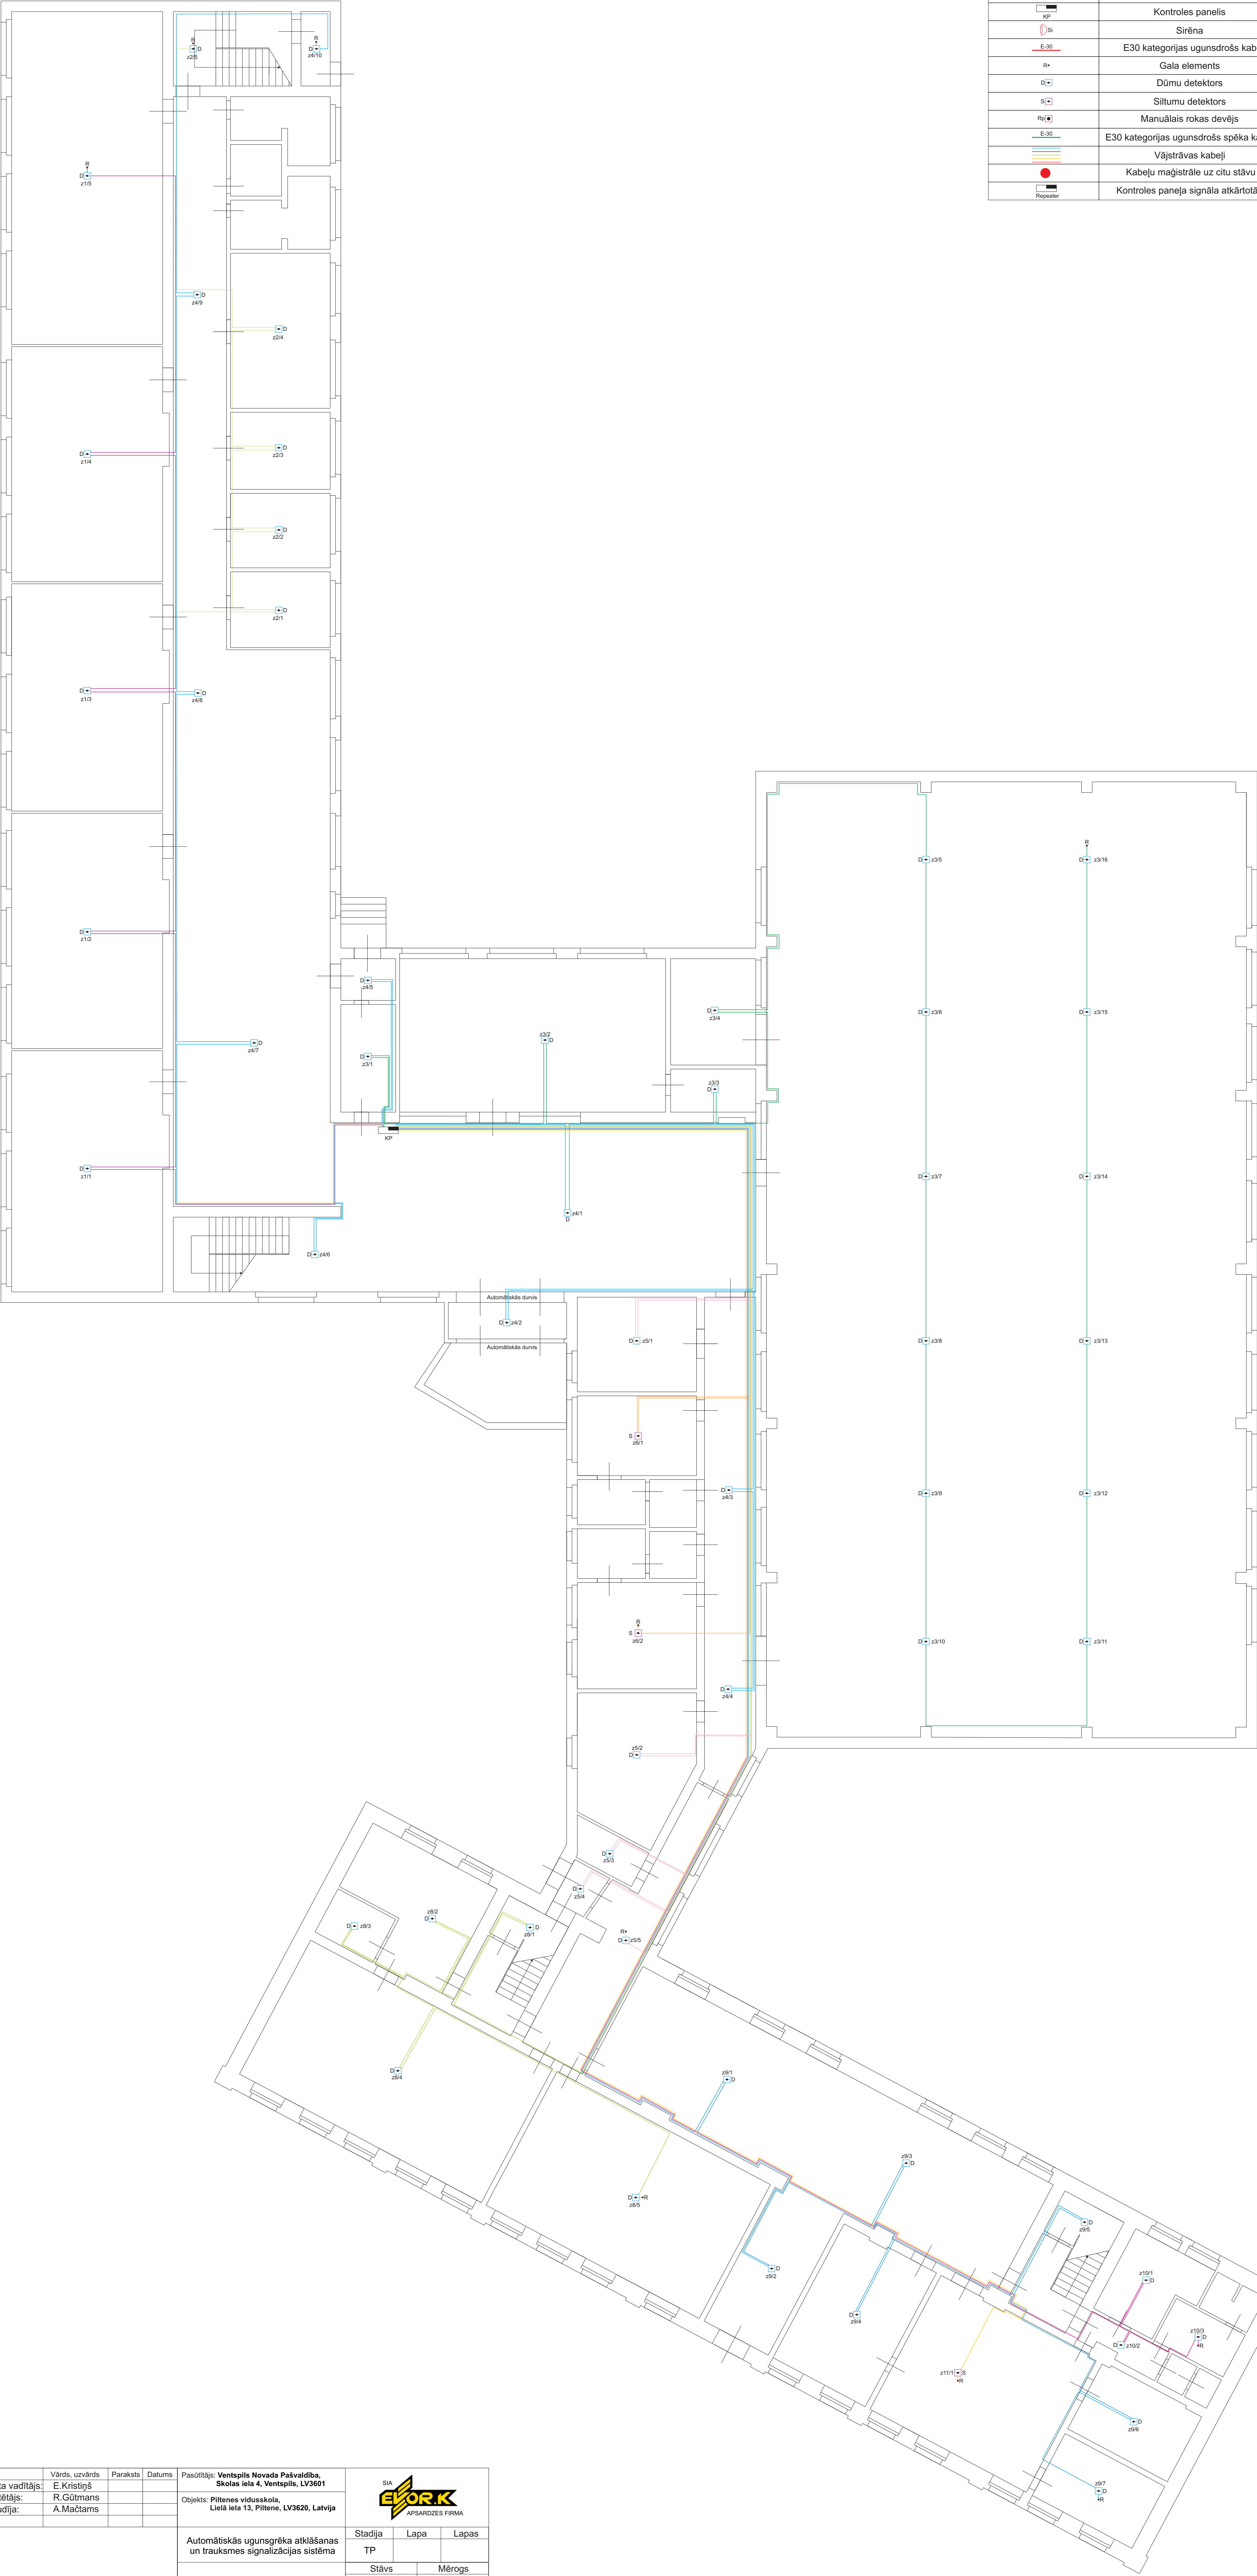 KP
Kontroles panelis
Si
Sirēna
E-30
E30 kategorijas ugunsdrošs kab
R
Gala elements
D
Dūmu detektors
S
Siltumu detektors
Rp
Manuālais rokas devējs
E-30
E30 kategorijas ugunsdrošs spēka k
Vājstrāvas kabeļi
Kabeļu maģistrāle uz citu stāvu
Repeater
Kontroles paneļa signāla atkārtotā
R
D
z2/5
R
D
z4/10
R
D
z1/5
D
z4/9
D
z2/4
D
z1/4
D
z2/3
D
z2/2
D
z2/1
D
z1/3
D
z4/8
D z3/5
R
D z3/16
D
z1/2
D
z4/5
D
z3/4
D z3/6
D z3/15
z3/2
D
D
z4/7
D
z3/1
z3/3
D
KP
D
z1/1
D z3/7
D z3/14
z4/1
D
D z4/6
Automātiskās durvis
D z4/2
Automātiskās durvis
D z5/1
D z3/8
D z3/13
S
z6/1
D
z4/3
D z3/9
D z3/12
R
S
z6/2
D z3/10
D z3/11
D
z4/4
z5/2
D
D
z5/3
D
z5/4
z8/2
D
D z8/3
D
z8/1
R
D z5/5
D
z8/4
z9/1
D
z9/3
D
D R
z8/5
D
z9/5
D
z9/2
z10/1
D
D
z9/4
z10/3
D
R
D z10/2
z11/1 S
R
D
z9/6
z9/7
D
R
Vārds, uzvārds Paraksts Datums
ta vadītājs: E.Kristiņš
tētājs: R.Gūtmans
udīja: A.Mačtams
Pasūtītājs: Ventspils Novada Pašvaldība,
Skolas iela 4, Ventspils, LV3601
Objekts: Piltenes vidusskola,
Lielā iela 13, Piltene, LV3620, Latvija
SIA
EVOR.K
APSARDZES FIRMA
Automātiskās ugunsgrēka atklāšanas
un trauksmes signalizācijas sistēma
Stadija Lapa Lapas
TP
Stāvs Mērogs